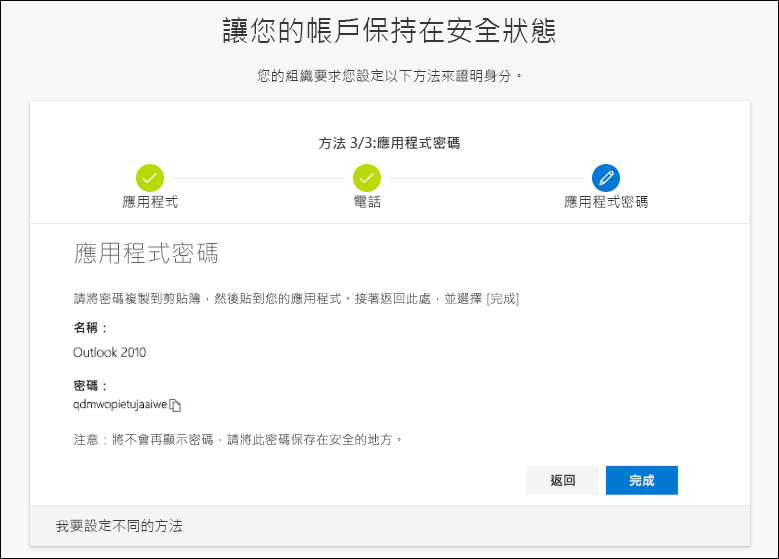 讓您的帳戶保持在安全狀態
您的組織要求您設定以下方法來證明身分。
方法 3/3:應用程式密碼
應用程式
電話
應用程式密碼
應用程式密碼
請將密碼複製到剪貼簿，然後貼到您的應用程式。接著返回此處，並選擇 [完成]
名稱：
Outlook 2010
密碼：
qdmwopietujaaiwe
注意：將不會再顯示密碼，請將此密碼保存在安全的地方。
返回
完成
我要設定不同的方法